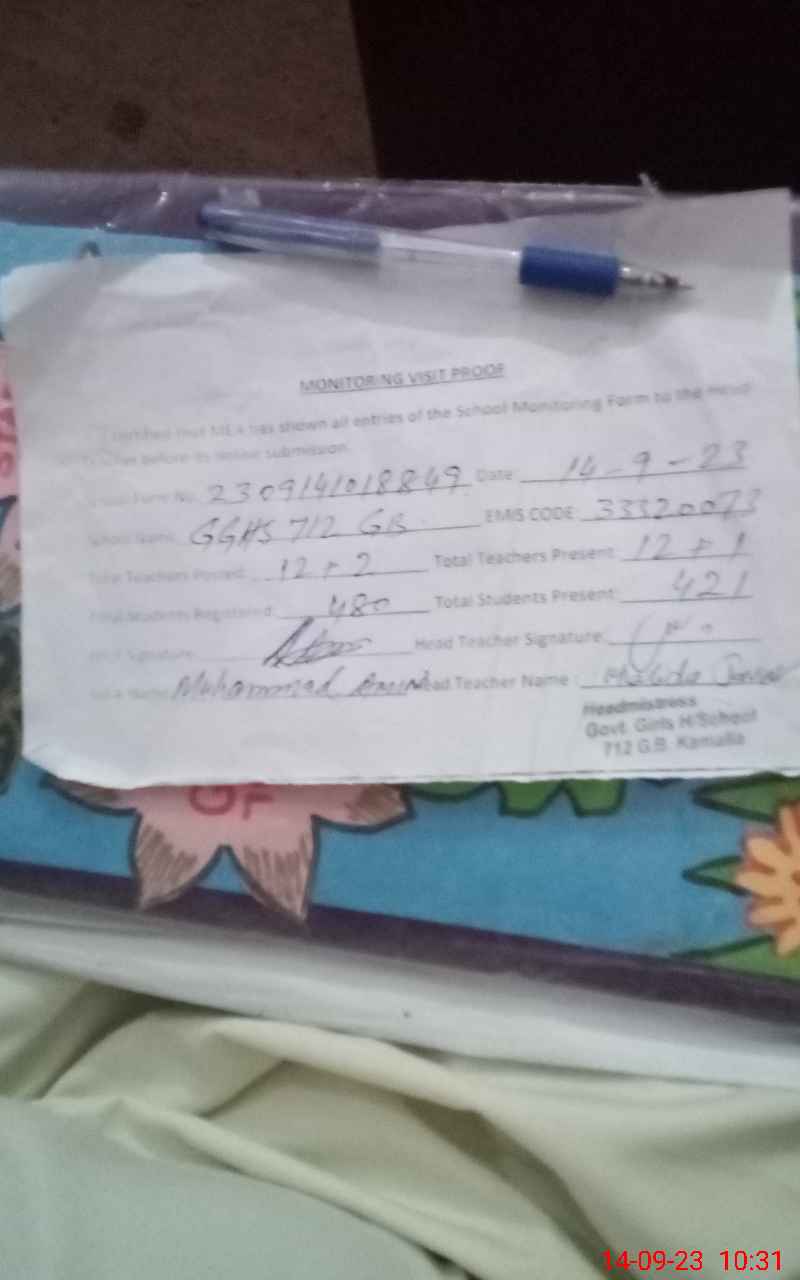 MONITORING VISIT PROOF
certified that MEA has shown all entries of the School Monitoring Form to the Head
before its online submission.
Form No. 2309141018849 Date: 14-9-23
School Name: GGHS 712 GB EMIS CODE: 33320073
Total Teachers Posted: 12 + 2 Total Teachers Present: 12 + 1
Total Students Registered: 480 Total Students Present: 421
Signature: Head Teacher Signature:
Name: Muhammad Amin Head Teacher Name:
Headmistress
Govt. Girls H/School
712 G.B. Kamalia
GF
14-09-23 10:31